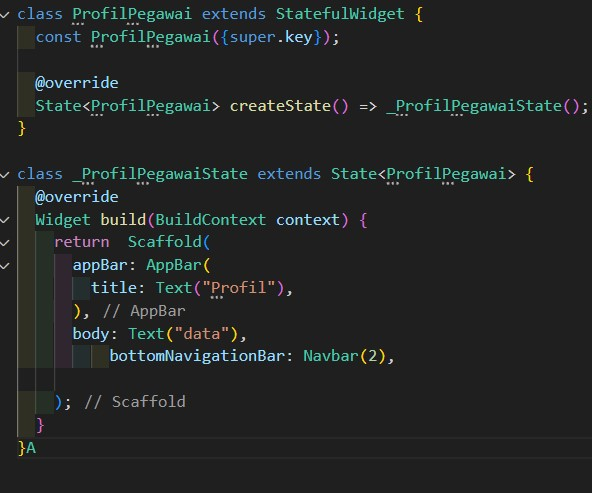 class ProfilPegawai extends StatefulWidget {
  const ProfilPegawai({super.key});

  @override
  State<ProfilPegawai> createState() => _ProfilPegawaiState();
}

class _ProfilPegawaiState extends State<ProfilPegawai> {
  @override
  Widget build(BuildContext context) {
    return  Scaffold(
      appBar: AppBar(
        title: Text("Profil"),
      ), // AppBar
      body: Text("data"),
          bottomNavigationBar: Navbar(2),

    ); // Scaffold
  }
}A